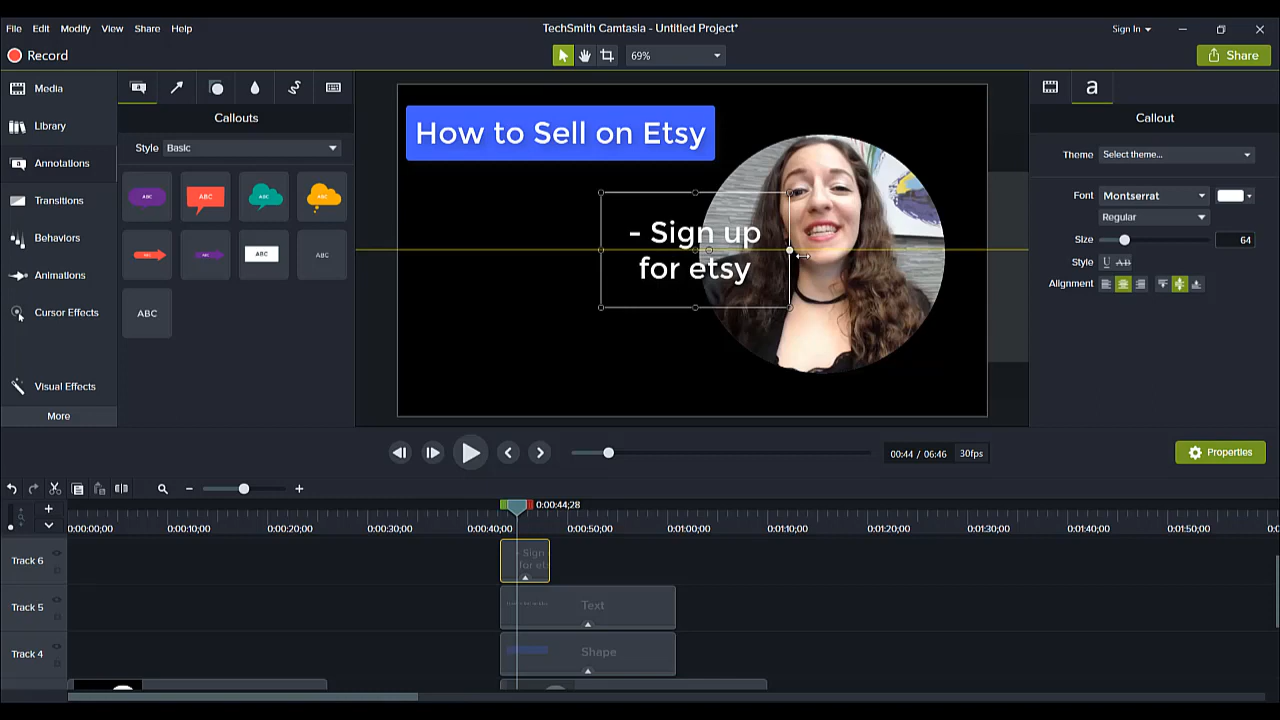 File Edit Modify View Share Help
TechSmith Camtasia - Untitled Project*
Sign In
Record
69%
Share
Media
Library
Annotations
Transitions
Behaviors
Animations
Cursor Effects
Visual Effects
More
Callouts
Style Basic
ABC ABC ABC ABC
ABC ABC
ABC
How to Sell on Etsy
- Sign up
for etsy
a
Callout
Theme Select theme...
Font Montserrat
Regular
Size 64
Style U AB
Alignment
00:44 / 06:46 30fps
Properties
0:00:44;28
0:00:00;00 0:00:10;00 0:00:20;00 0:00:30;00 0:00:40;00 0:00:50;00 0:01:00;00 0:01:10;00 0:01:20;00 0:01:30;00 0:01:40;00 0:01:50;00
Track 6
- Sign
for et
Track 5 Text
Track 4 Shape